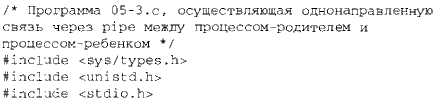 /* Программа 05-3.c, осуществляющая однонаправленную
связь через pipe между процессом-родителем и
процессом-ребенком */
#include <sys/types.h>
#include <unistd.h>
#include <stdio.h>